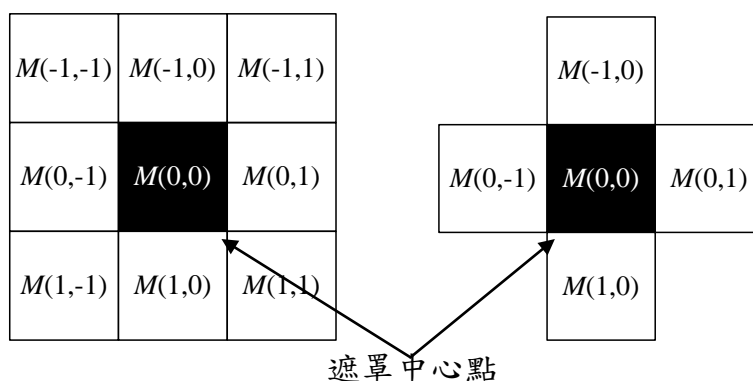 M(-1,-1) M(-1,0) M(-1,1)
M(0,-1) M(0,0) M(0,1)
M(1,-1) M(1,0) M(1,1)
M(-1,0)
M(0,-1) M(0,0) M(0,1)
M(1,0)
遮罩中心點